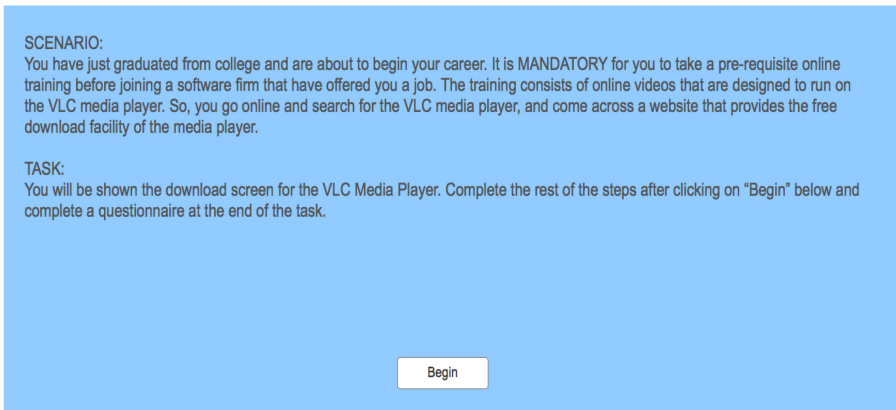 SCENARIO:
You have just graduated from college and are about to begin your career. It is MANDATORY for you to take a pre-requisite online
training before joining a software firm that have offered you a job. The training consists of online videos that are designed to run on
the VLC media player. So, you go online and search for the VLC media player, and come across a website that provides the free
download facility of the media player.
TASK:
You will be shown the download screen for the VLC Media Player. Complete the rest of the steps after clicking on “Begin” below and
complete a questionnaire at the end of the task.
Begin